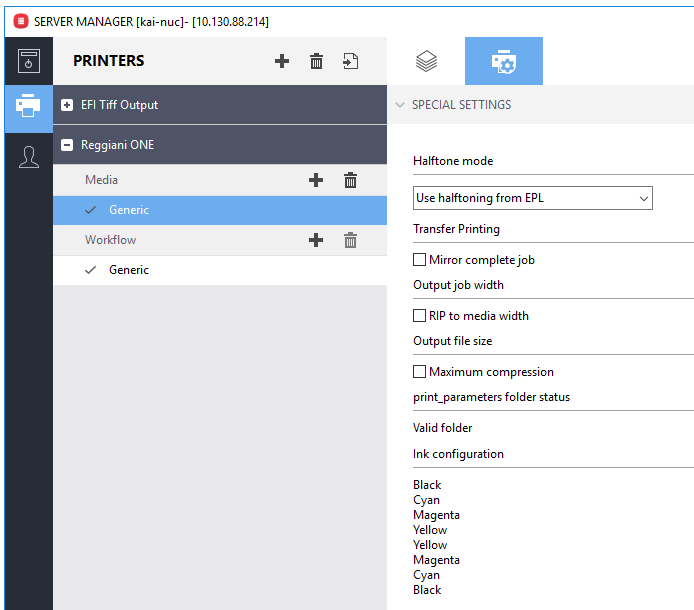 SERVER MANAGER [kai-nuc]- [10.130.88.214]
PRINTERS
EFI Tiff Output
Reggiani ONE
Media
Generic
Workflow
Generic
SPECIAL SETTINGS
Halftone mode
Use halftoning from EPL
Transfer Printing
Mirror complete job
Output job width
RIP to media width
Output file size
Maximum compression
print_parameters folder status
Valid folder
Ink configuration
Black
Cyan
Magenta
Yellow
Yellow
Magenta
Cyan
Black